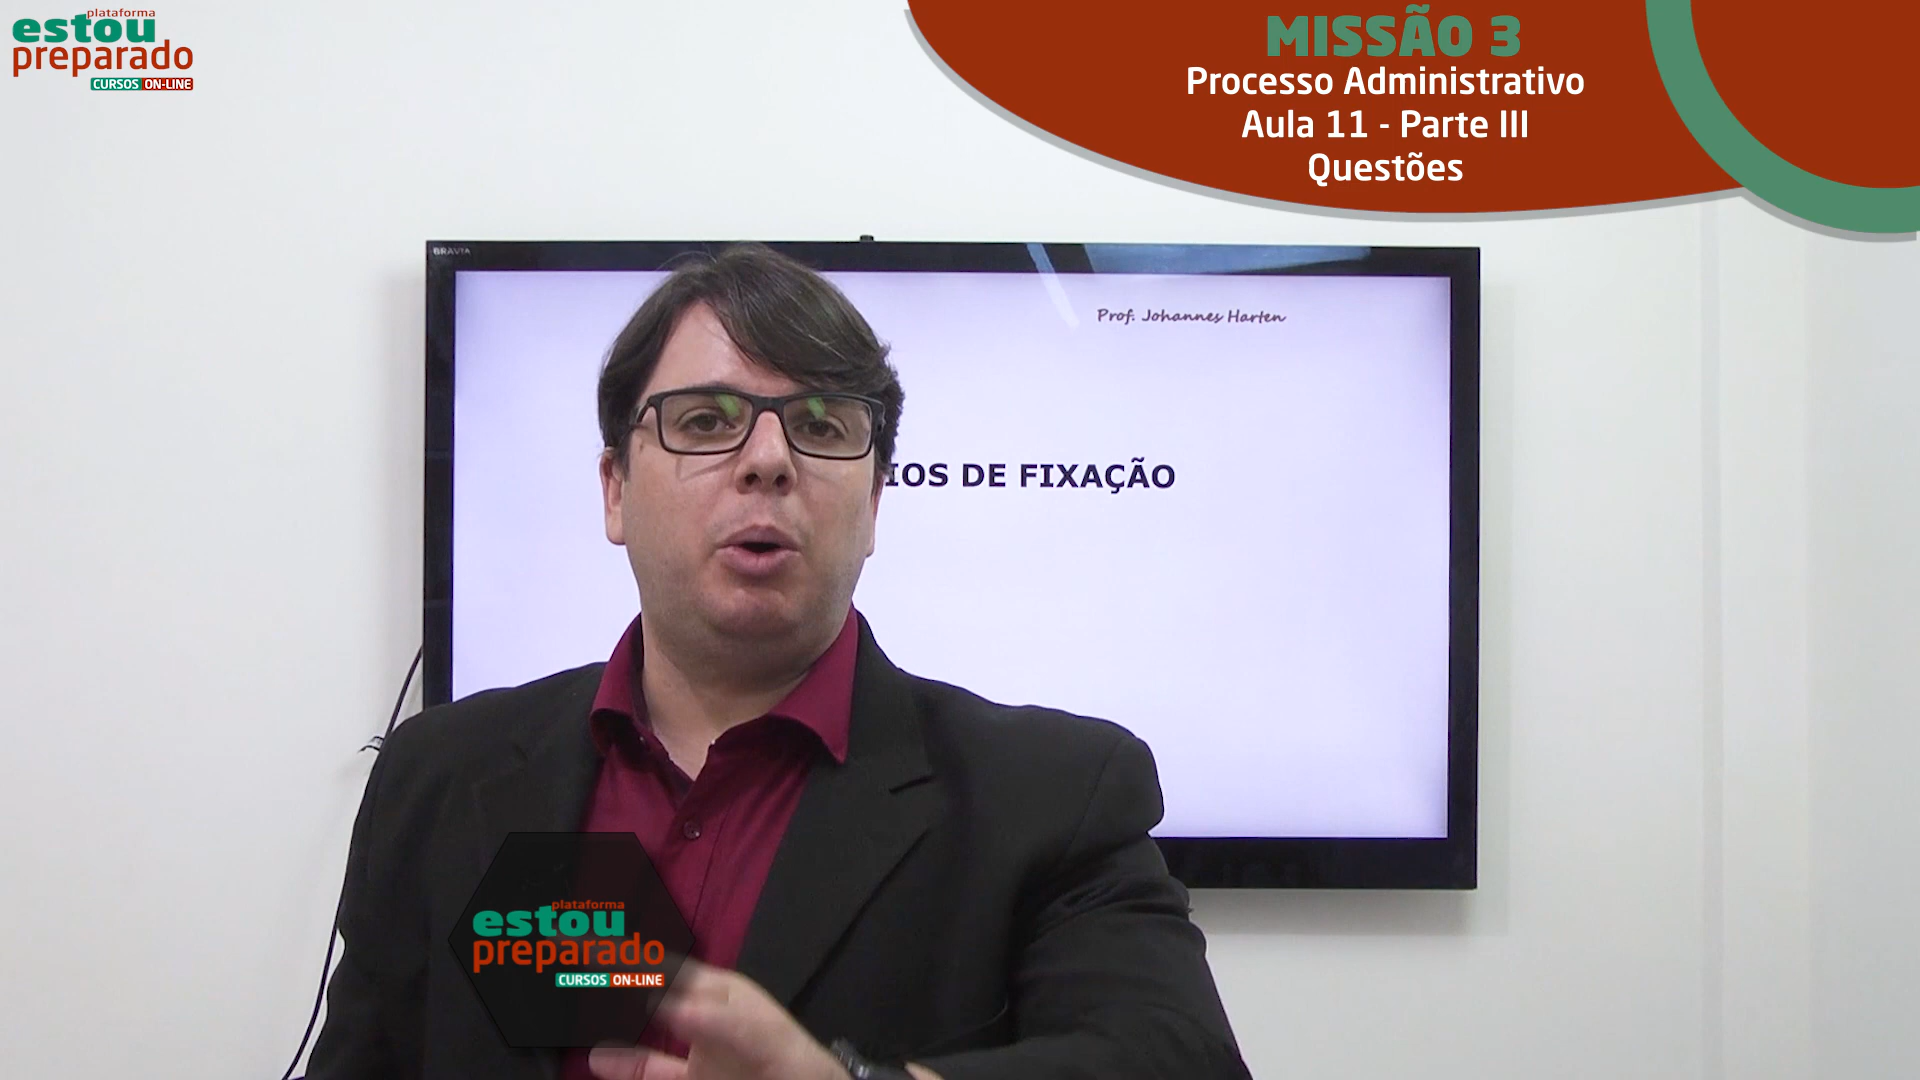 plataforma
estou
preparado
CURSOS ON-LINE
MISSÃO 3
Processo Administrativo
Aula 11 - Parte III
Questões
BRAVIA
Prof. Johannes Harten
IOS DE FIXAÇÃO
plataforma
estou
preparado
CURSOS ON-LINE